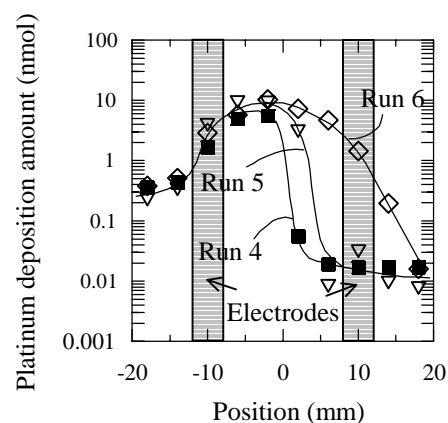 Platinum deposition amount (nmol)
100
10
1
0.1
0.01
0.001
Run 6
Run 5
Run 4
Electrodes
-20 -10 0 10 20
Position (mm)